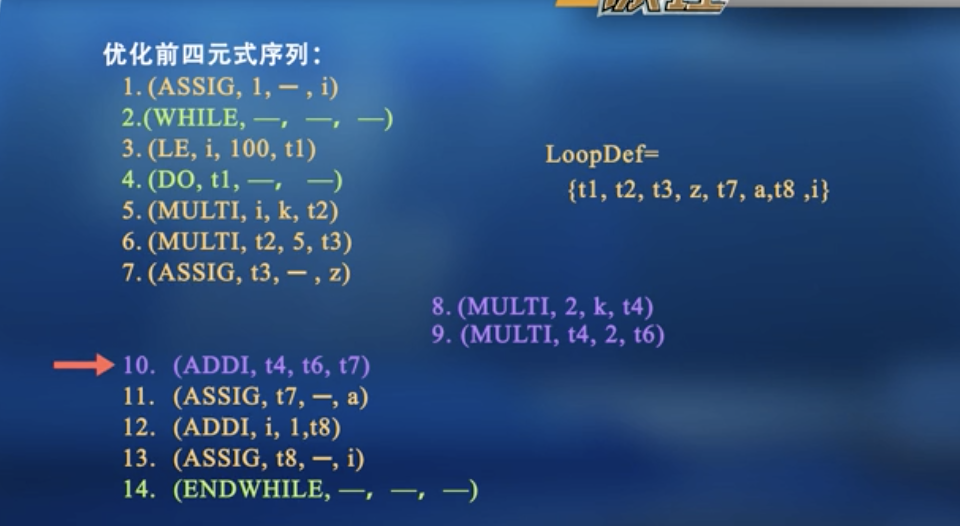 优化前四元式序列：
1. (ASSIG, 1, — , i)
2.(WHILE, —, —, —)
3. (LE, i, 100, t1)
4. (DO, t1, —, —)
5. (MULTI, i, k, t2)
6. (MULTI, t2, 5, t3)
7. (ASSIG, t3, — , z)
LoopDef=
{t1, t2, t3, z, t7, a,t8 ,i}
8. (MULTI, 2, k, t4)
9. (MULTI, t4, 2, t6)
10. (ADDI, t4, t6, t7)
11. (ASSIG, t7, —, a)
12. (ADDI, i, 1,t8)
13. (ASSIG, t8, —, i)
14. (ENDWHILE, —, —, —)